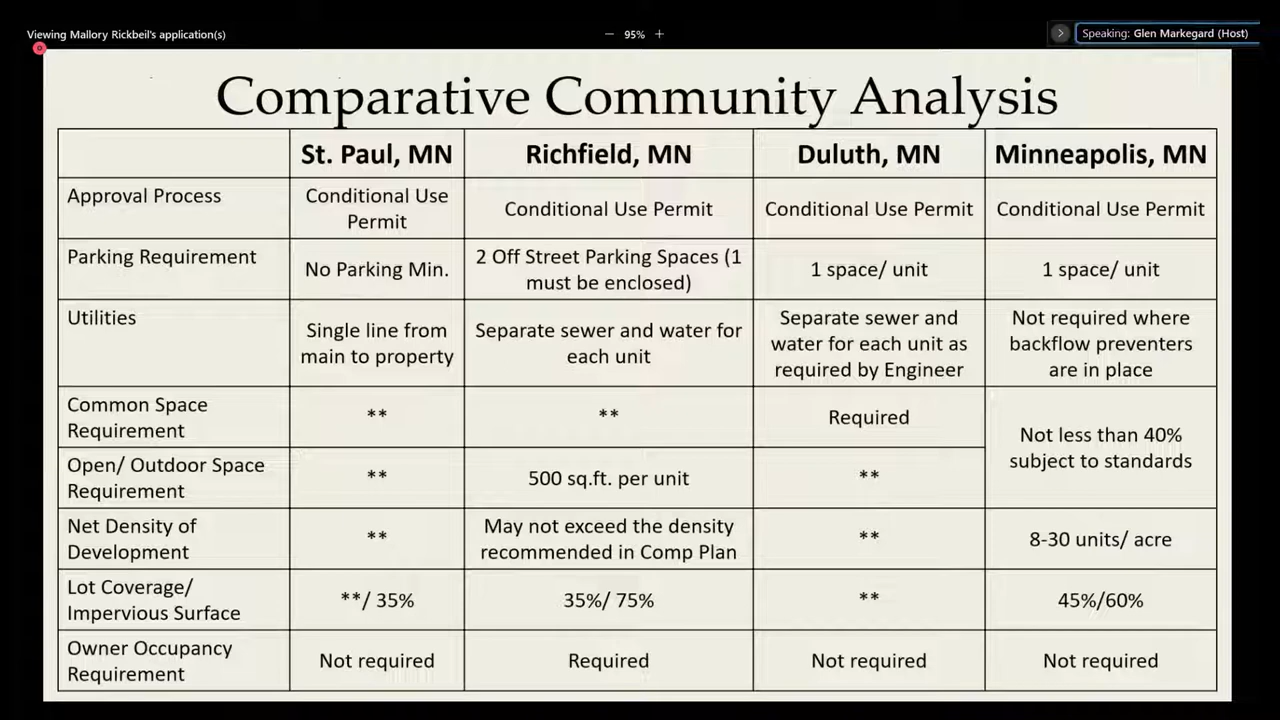 Viewing Mallory Rickbeil's application(s)
− 95% +
Speaking: Glen Markegard (Host)
Comparative Community Analysis
St. Paul, MN
Richfield, MN
Duluth, MN
Minneapolis, MN
Approval Process
Conditional Use
Permit
Conditional Use Permit
Conditional Use Permit
Conditional Use Permit
Parking Requirement
No Parking Min.
2 Off Street Parking Spaces (1
must be enclosed)
1 space/ unit
1 space/ unit
Utilities
Single line from
main to property
Separate sewer and water for
each unit
Separate sewer and
water for each unit as
required by Engineer
Not required where
backflow preventers
are in place
Common Space
Requirement
**
**
Required
Not less than 40%
subject to standards
Open/ Outdoor Space
Requirement
**
500 sq.ft. per unit
**
Net Density of
Development
**
May not exceed the density
recommended in Comp Plan
**
8-30 units/ acre
Lot Coverage/
Impervious Surface
**/ 35%
35%/ 75%
**
45%/60%
Owner Occupancy
Requirement
Not required
Required
Not required
Not required